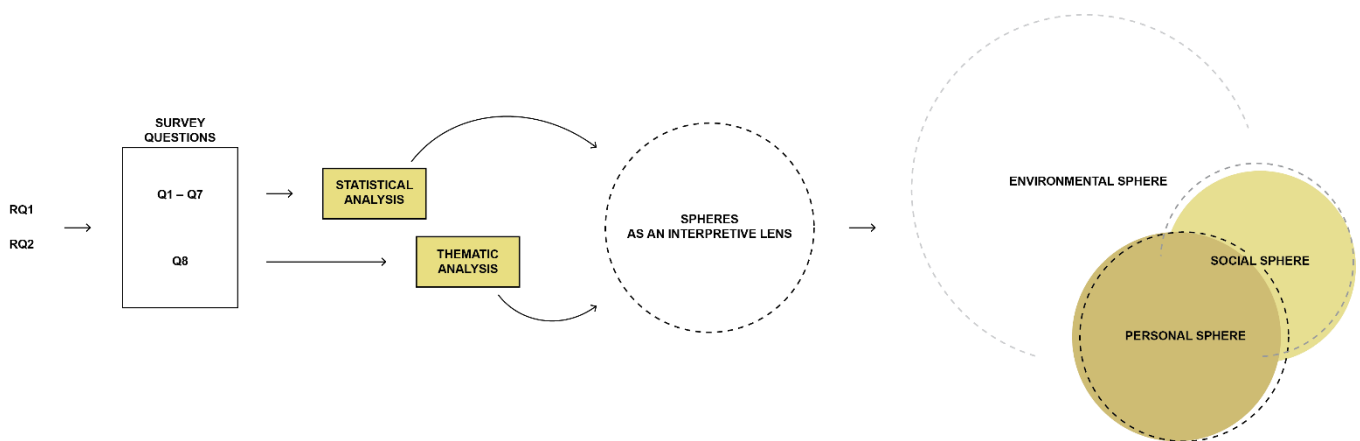 RQ1
RQ2
SURVEY
QUESTIONS
Q1 – Q7
Q8
STATISTICAL
ANALYSIS
THEMATIC
ANALYSIS
SPHERES
AS AN INTERPRETIVE LENS
ENVIRONMENTAL SPHERE
SOCIAL SPHERE
PERSONAL SPHERE